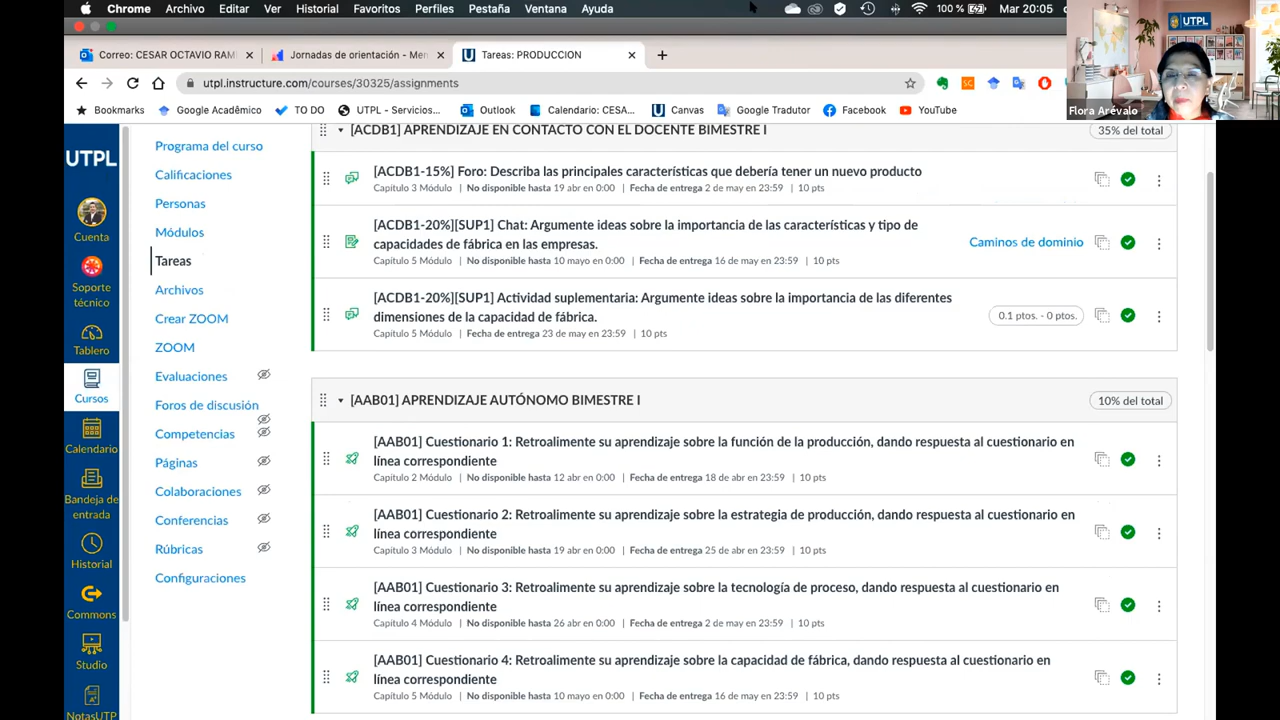 Chrome Archivo Editar Ver Historial Favoritos Perfiles Pestaña Ventana Ayuda 100 % Mar 20:05
Correo: CESAR OCTAVIO RAM
Jornadas de orientación - Me
Tareas: PRODUCCION
utpl.instructure.com/courses/30325/assignments
Bookmarks Google Acadêmico TO DO UTPL - Servicios... Outlook Calendario: CESA... Canvas Google Tradutor Facebook YouTube
UTPL
Flora Arévalo
UTPL
Cuenta
Soporte
técnico
Tablero
Cursos
Calendario
Bandeja de
entrada
Historial
Commons
Studio
NotasUTP
Programa del curso
Calificaciones
Personas
Módulos
Tareas
Archivos
Crear ZOOM
ZOOM
Evaluaciones
Foros de discusión
Competencias
Páginas
Colaboraciones
Conferencias
Rúbricas
Configuraciones
[ACDB1] APRENDIZAJE EN CONTACTO CON EL DOCENTE BIMESTRE I 35% del total
[ACDB1-15%] Foro: Describa las principales características que debería tener un nuevo producto
Capítulo 3 Módulo | No disponible hasta 19 abr en 0:00 | Fecha de entrega 2 de may en 23:59 | 10 pts
[ACDB1-20%][SUP1] Chat: Argumente ideas sobre la importancia de las características y tipo de
capacidades de fábrica en las empresas. Caminos de dominio
Capítulo 5 Módulo | No disponible hasta 10 mayo en 0:00 | Fecha de entrega 16 de may en 23:59 | 10 pts
[ACDB1-20%][SUP1] Actividad suplementaria: Argumente ideas sobre la importancia de las diferentes
dimensiones de la capacidad de fábrica. 0.1 ptos. - 0 ptos.
Capítulo 5 Módulo | Fecha de entrega 23 de may en 23:59 | 10 pts
[AAB01] APRENDIZAJE AUTÓNOMO BIMESTRE I 10% del total
[AAB01] Cuestionario 1: Retroalimente su aprendizaje sobre la función de la producción, dando respuesta al cuestionario en
línea correspondiente
Capítulo 2 Módulo | No disponible hasta 12 abr en 0:00 | Fecha de entrega 18 de abr en 23:59 | 10 pts
[AAB01] Cuestionario 2: Retroalimente su aprendizaje sobre la estrategia de producción, dando respuesta al cuestionario en
línea correspondiente
Capítulo 3 Módulo | No disponible hasta 19 abr en 0:00 | Fecha de entrega 25 de abr en 23:59 | 10 pts
[AAB01] Cuestionario 3: Retroalimente su aprendizaje sobre la tecnología de proceso, dando respuesta al cuestionario en
línea correspondiente
Capítulo 4 Módulo | No disponible hasta 26 abr en 0:00 | Fecha de entrega 2 de may en 23:59 | 10 pts
[AAB01] Cuestionario 4: Retroalimente su aprendizaje sobre la capacidad de fábrica, dando respuesta al cuestionario en
línea correspondiente
Capítulo 5 Módulo | No disponible hasta 10 mayo en 0:00 | Fecha de entrega 16 de may en 23:59 | 10 pts